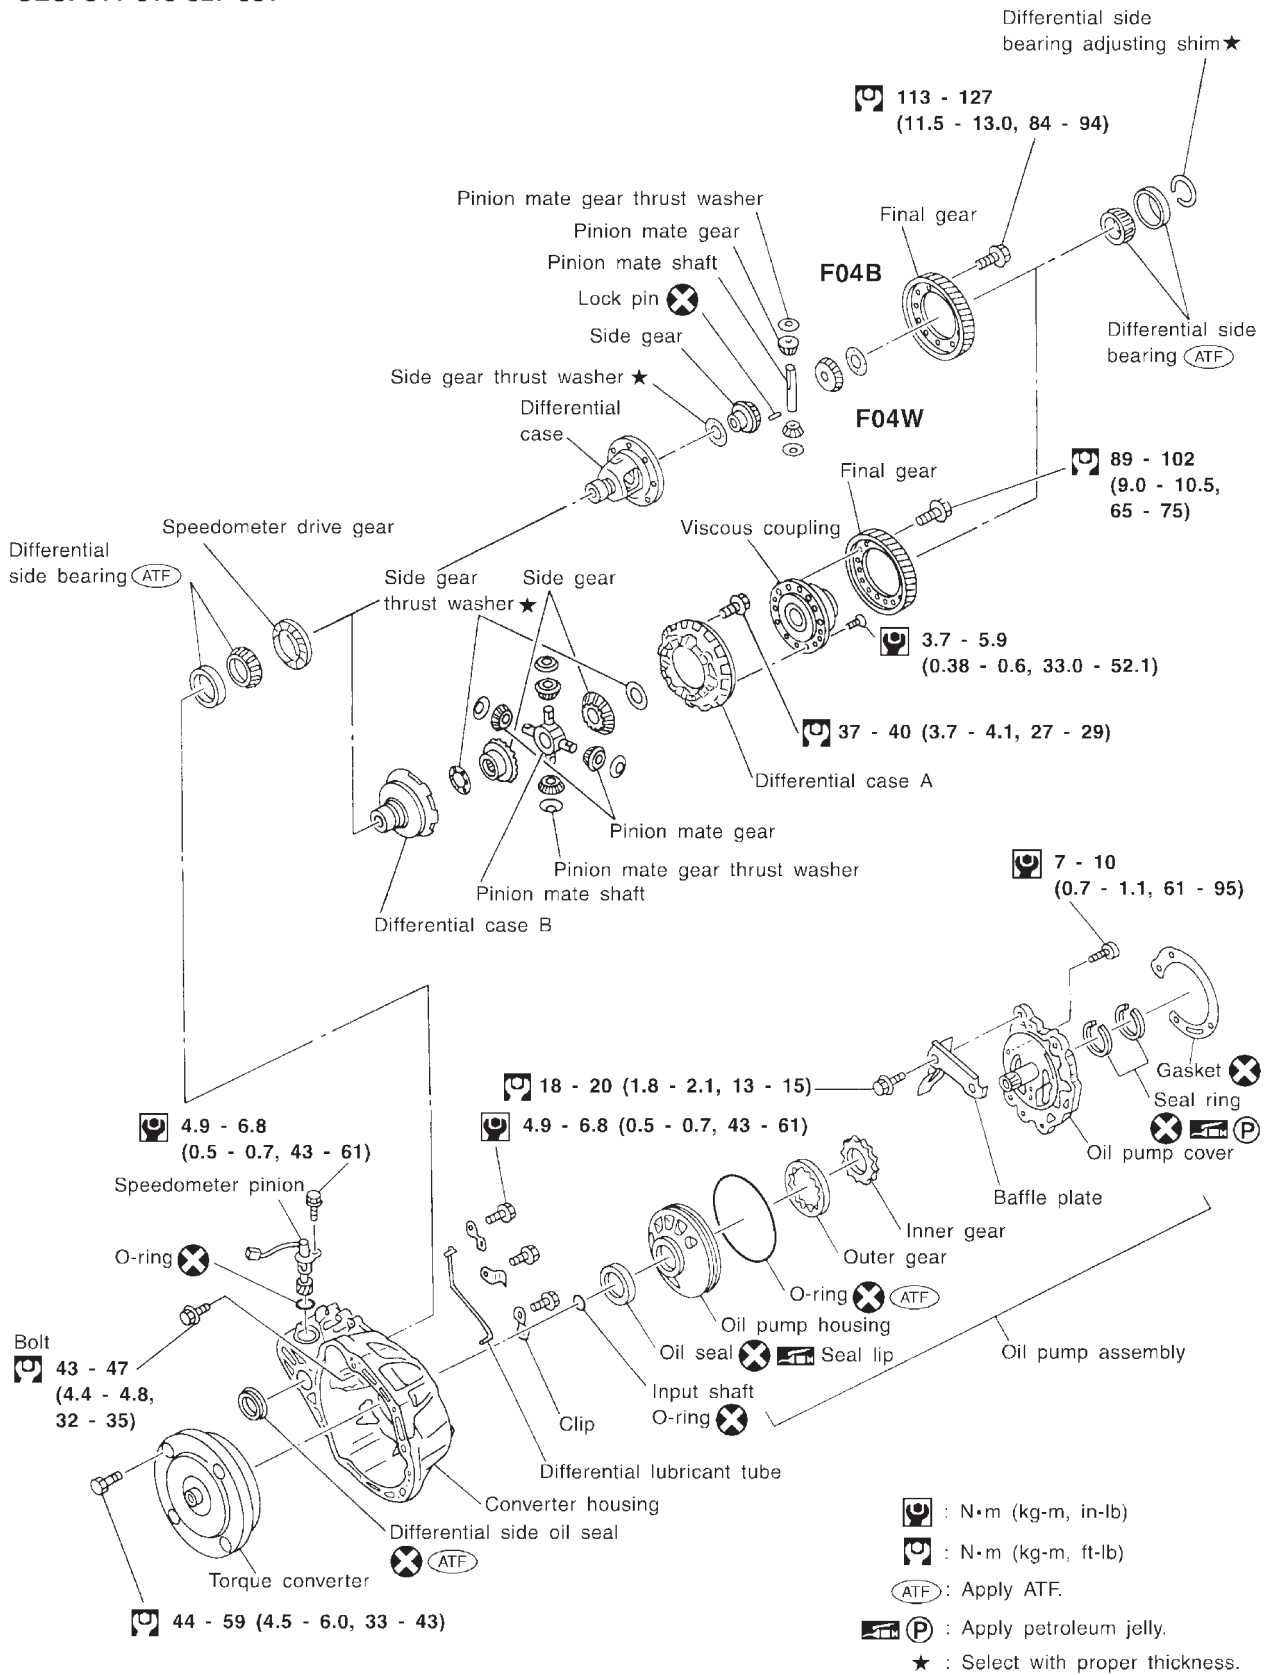 Differential side
bearing adjusting shim★
113 - 127
(11.5 - 13.0, 84 - 94)
Pinion mate gear thrust washer
Final gear
Pinion mate gear
Pinion mate shaft
F04B
Lock pin
Side gear
Differential side
bearing ATF
Side gear thrust washer ★
Differential
case
F04W
89 - 102
(9.0 - 10.5,
65 - 75)
Final gear
Speedometer drive gear
Viscous coupling
Differential
side bearing ATF
Side gear
thrust washer★
Side gear
3.7 - 5.9
(0.38 - 0.6, 33.0 - 52.1)
37 - 40 (3.7 - 4.1, 27 - 29)
Differential case A
Pinion mate gear
Pinion mate gear thrust washer
Pinion mate shaft
Differential case B
7 - 10
(0.7 - 1.1, 61 - 95)
Gasket
Seal ring
P
Oil pump cover
18 - 20 (1.8 - 2.1, 13 - 15)
4.9 - 6.8 (0.5 - 0.7, 43 - 61)
4.9 - 6.8
(0.5 - 0.7, 43 - 61)
Speedometer pinion
Baffle plate
Inner gear
Outer gear
O-ring
O-ring ATF
Oil pump housing
Oil seal Seal lip
Oil pump assembly
Bolt
43 - 47
(4.4 - 4.8,
32 - 35)
Input shaft
O-ring
Clip
Differential lubricant tube
Converter housing
Differential side oil seal
ATF
Torque converter
44 - 59 (4.5 - 6.0, 33 - 43)
: N•m (kg-m, in-lb)
: N•m (kg-m, ft-lb)
ATF : Apply ATF.
P : Apply petroleum jelly.
★ : Select with proper thickness.